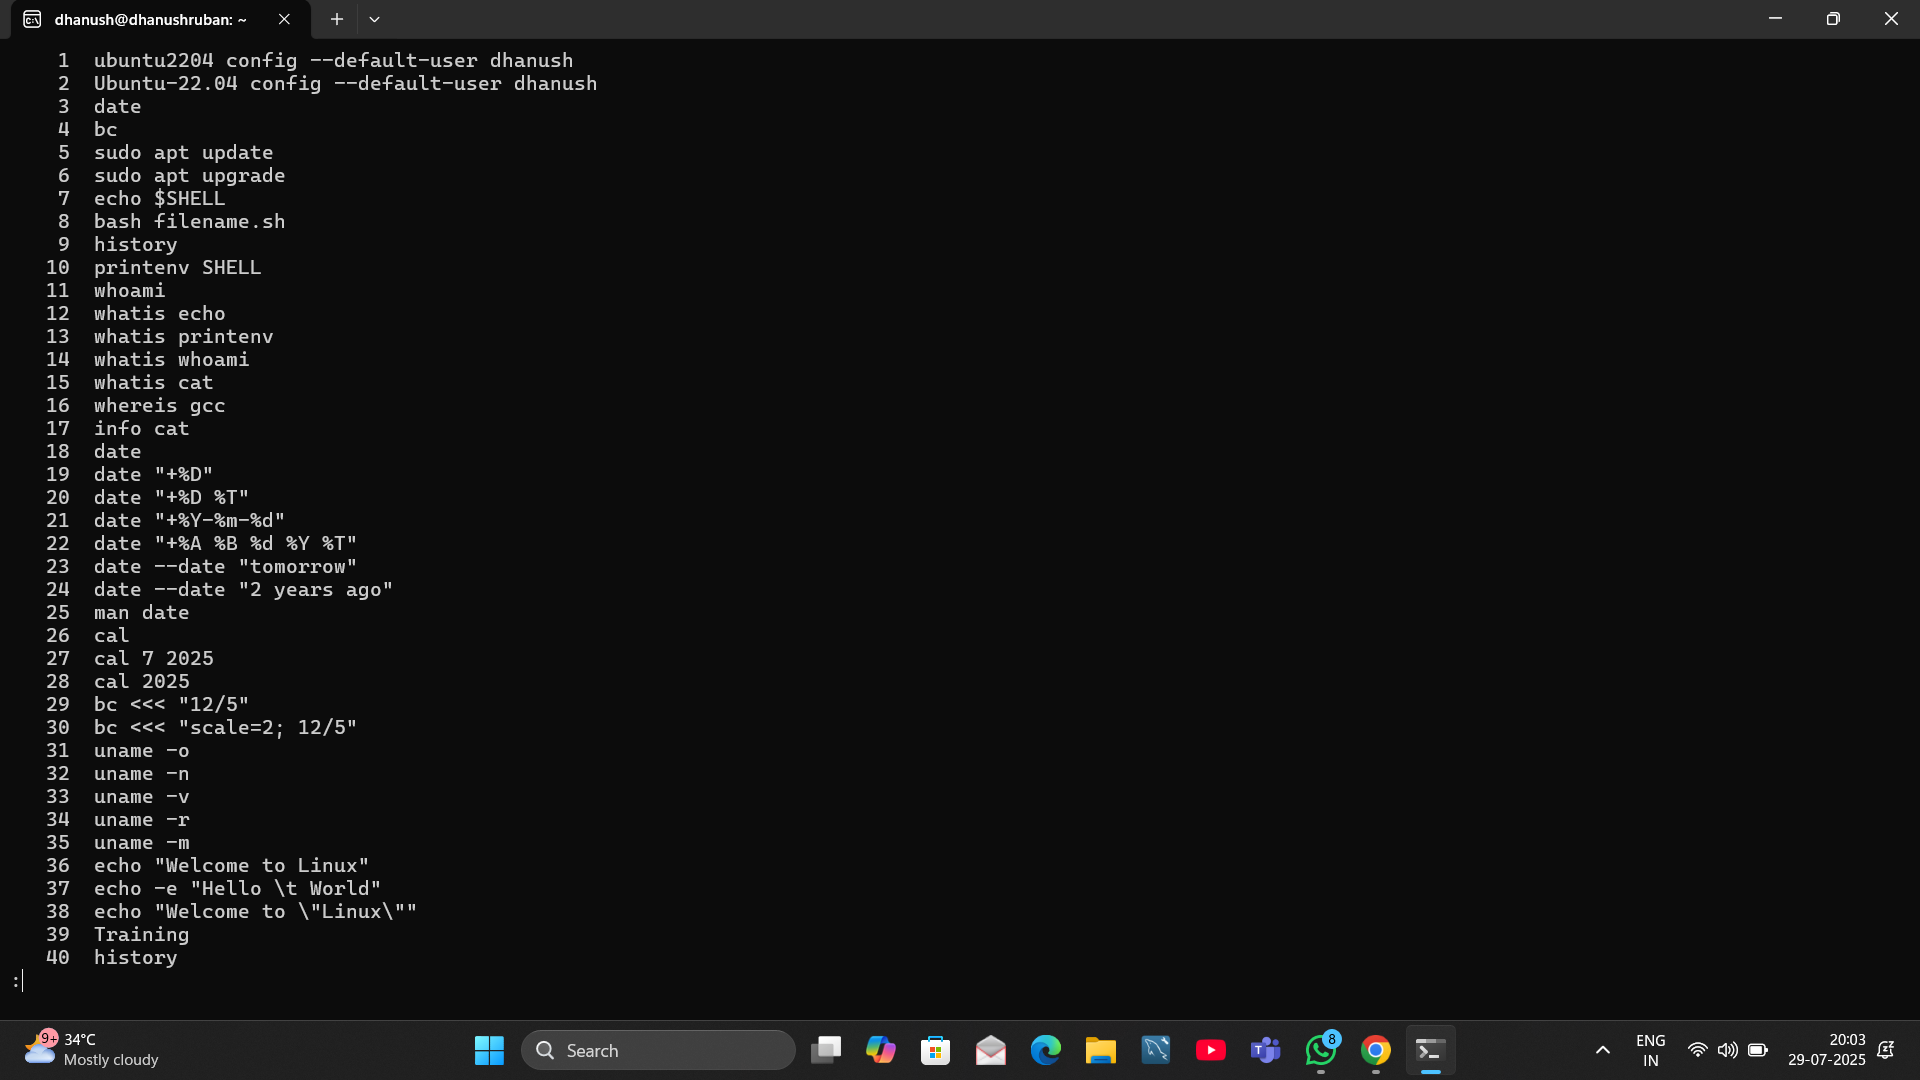 dhanush@dhanushruban: ~
1 ubuntu2204 config --default-user dhanush
2 Ubuntu-22.04 config --default-user dhanush
3 date
4 bc
5 sudo apt update
6 sudo apt upgrade
7 echo $SHELL
8 bash filename.sh
9 history
10 printenv SHELL
11 whoami
12 whatis echo
13 whatis printenv
14 whatis whoami
15 whatis cat
16 whereis gcc
17 info cat
18 date
19 date "+%D"
20 date "+%D %T"
21 date "+%Y-%m-%d"
22 date "+%A %B %d %Y %T"
23 date --date "tomorrow"
24 date --date "2 years ago"
25 man date
26 cal
27 cal 7 2025
28 cal 2025
29 bc <<< "12/5"
30 bc <<< "scale=2; 12/5"
31 uname -o
32 uname -n
33 uname -v
34 uname -r
35 uname -m
36 echo "Welcome to Linux"
37 echo -e "Hello \t World"
38 echo "Welcome to \"Linux\""
39 Training
40 history
:
9+ 34°C
Mostly cloudy
Search
8
ENG
IN
20:03
29-07-2025